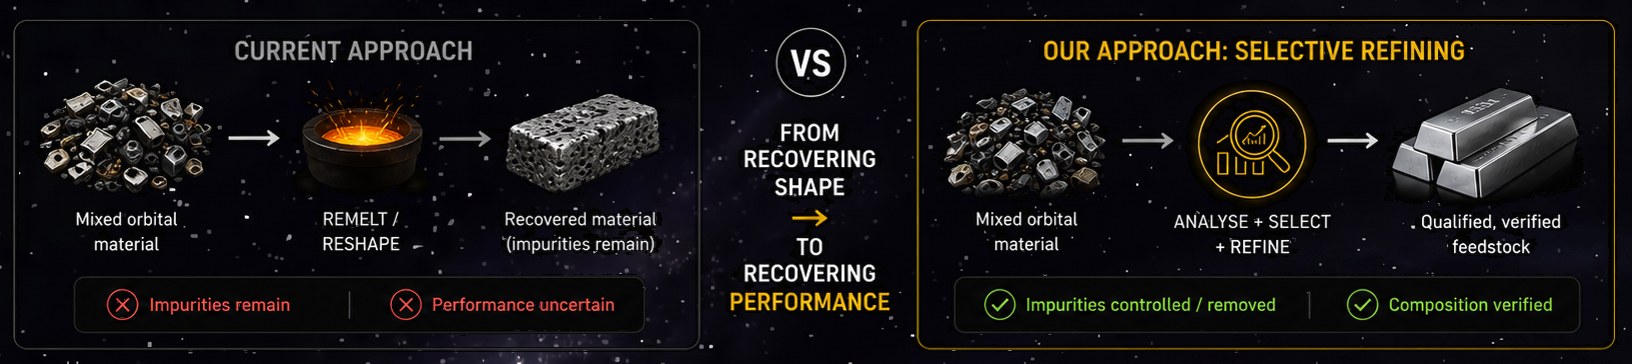 CURRENT APPROACH
Mixed orbital
material
REMELT /
RESHAPE
Recovered material
(impurities remain)
Impurities remain
Performance uncertain
VS
FROM
RECOVERING
SHAPE
TO
RECOVERING
PERFORMANCE
OUR APPROACH: SELECTIVE REFINING
Mixed orbital
material
ANALYSE + SELECT
+ REFINE
Qualified, verified
feedstock
Impurities controlled / removed
Composition verified